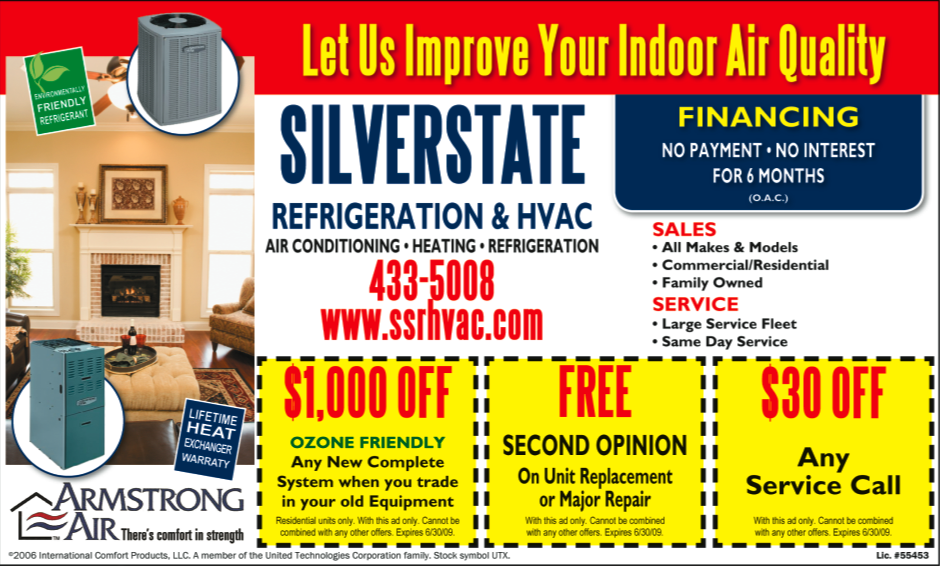 Let Us Improve Your Indoor Air Quality
ENVIRONMENTALLY
FRIENDLY
REFRIGERANT
SILVERSTATE
REFRIGERATION & HVAC
AIR CONDITIONING • HEATING • REFRIGERATION
433-5008
www.ssrhvac.com
FINANCING
NO PAYMENT • NO INTEREST
FOR 6 MONTHS
(O.A.C.)
SALES
• All Makes & Models
• Commercial/Residential
• Family Owned
SERVICE
• Large Service Fleet
• Same Day Service
LIFETIME
HEAT
EXCHANGER
WARRATY
ARMSTRONG
AIR
TM
There's comfort in strength
$1,000 OFF
OZONE FRIENDLY
Any New Complete
System when you trade
in your old Equipment
Residential units only. With this ad only. Cannot be
combined with any other offers. Expires 6/30/09.
FREE
SECOND OPINION
On Unit Replacement
or Major Repair
With this ad only. Cannot be combined
with any other offers. Expires 6/30/09.
$30 OFF
Any
Service Call
With this ad only. Cannot be combined
with any other offers. Expires 6/30/09.
©2006 International Comfort Products, LLC. A member of the United Technologies Corporation family. Stock symbol UTX.
Lic. #55453